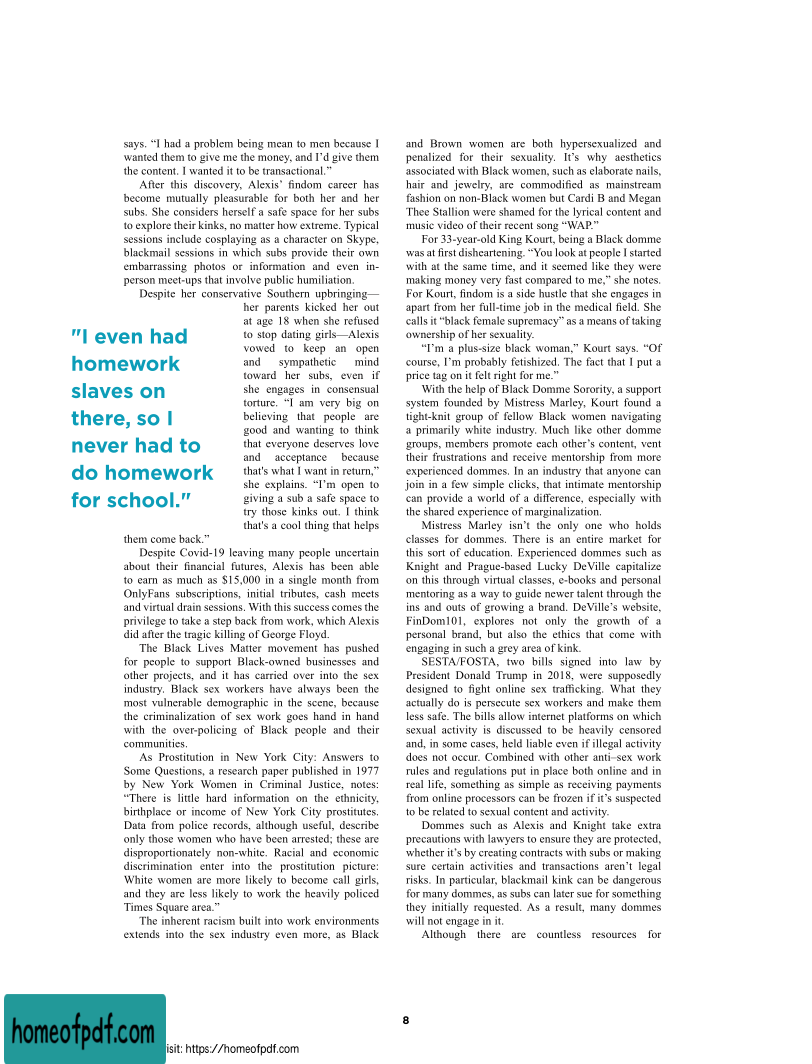 says. “I had a problem being mean to men because I
wanted them to give me the money, and I’d give them
the content. I wanted it to be transactional.”
After this discovery, Alexis’ findom career has
become mutually pleasurable for both her and her
subs. She considers herself a safe space for her subs
to explore their kinks, no matter how extreme. Typical
sessions include cosplaying as a character on Skype,
blackmail sessions in which subs provide their own
embarrassing photos or information and even in-
person meet-ups that involve public humiliation.
Despite her conservative Southern upbringing—
her parents kicked her out
at age 18 when she refused
to stop dating girls—Alexis
vowed to keep an open
and sympathetic mind
toward her subs, even if
she engages in consensual
torture. “I am very big on
believing that people are
good and wanting to think
that everyone deserves love
and acceptance because
that's what I want in return,”
she explains. “I’m open to
giving a sub a safe space to
try those kinks out. I think
that's a cool thing that helps
them come back.”
"I even had
homework
slaves on
there, so I
never had to
do homework
for school."
Despite Covid-19 leaving many people uncertain
about their financial futures, Alexis has been able
to earn as much as $15,000 in a single month from
OnlyFans subscriptions, initial tributes, cash meets
and virtual drain sessions. With this success comes the
privilege to take a step back from work, which Alexis
did after the tragic killing of George Floyd.
The Black Lives Matter movement has pushed
for people to support Black-owned businesses and
other projects, and it has carried over into the sex
industry. Black sex workers have always been the
most vulnerable demographic in the scene, because
the criminalization of sex work goes hand in hand
with the over-policing of Black people and their
communities.
As Prostitution in New York City: Answers to
Some Questions, a research paper published in 1977
by New York Women in Criminal Justice, notes:
“There is little hard information on the ethnicity,
birthplace or income of New York City prostitutes.
Data from police records, although useful, describe
only those women who have been arrested; these are
disproportionately non-white. Racial and economic
discrimination enter into the prostitution picture:
White women are more likely to become call girls,
and they are less likely to work the heavily policed
Times Square area.”
The inherent racism built into work environments
extends into the sex industry even more, as Black
and Brown women are both hypersexualized and
penalized for their sexuality. It’s why aesthetics
associated with Black women, such as elaborate nails,
hair and jewelry, are commodified as mainstream
fashion on non-Black women but Cardi B and Megan
Thee Stallion were shamed for the lyrical content and
music video of their recent song “WAP.”
For 33-year-old King Kourt, being a Black domme
was at first disheartening. “You look at people I started
with at the same time, and it seemed like they were
making money very fast compared to me,” she notes.
For Kourt, findom is a side hustle that she engages in
apart from her full-time job in the medical field. She
calls it “black female supremacy” as a means of taking
ownership of her sexuality.
“I’m a plus-size black woman,” Kourt says. “Of
course, I’m probably fetishized. The fact that I put a
price tag on it felt right for me.”
With the help of Black Domme Sorority, a support
system founded by Mistress Marley, Kourt found a
tight-knit group of fellow Black women navigating
a primarily white industry. Much like other domme
groups, members promote each other’s content, vent
their frustrations and receive mentorship from more
experienced dommes. In an industry that anyone can
join in a few simple clicks, that intimate mentorship
can provide a world of a difference, especially with
the shared experience of marginalization.
Mistress Marley isn’t the only one who holds
classes for dommes. There is an entire market for
this sort of education. Experienced dommes such as
Knight and Prague-based Lucky DeVille capitalize
on this through virtual classes, e-books and personal
mentoring as a way to guide newer talent through the
ins and outs of growing a brand. DeVille’s website,
FinDom101, explores not only the growth of a
personal brand, but also the ethics that come with
engaging in such a grey area of kink.
SESTA/FOSTA, two bills signed into law by
President Donald Trump in 2018, were supposedly
designed to fight online sex trafficking. What they
actually do is persecute sex workers and make them
less safe. The bills allow internet platforms on which
sexual activity is discussed to be heavily censored
and, in some cases, held liable even if illegal activity
does not occur. Combined with other anti–sex work
rules and regulations put in place both online and in
real life, something as simple as receiving payments
from online processors can be frozen if it’s suspected
to be related to sexual content and activity.
Dommes such as Alexis and Knight take extra
precautions with lawyers to ensure they are protected,
whether it’s by creating contracts with subs or making
sure certain activities and transactions aren’t legal
risks. In particular, blackmail kink can be dangerous
for many dommes, as subs can later sue for something
they initially requested. As a result, many dommes
will not engage in it.
Although there are countless resources for
8
homeofpdf.com
isit: https://homeofpdf.com